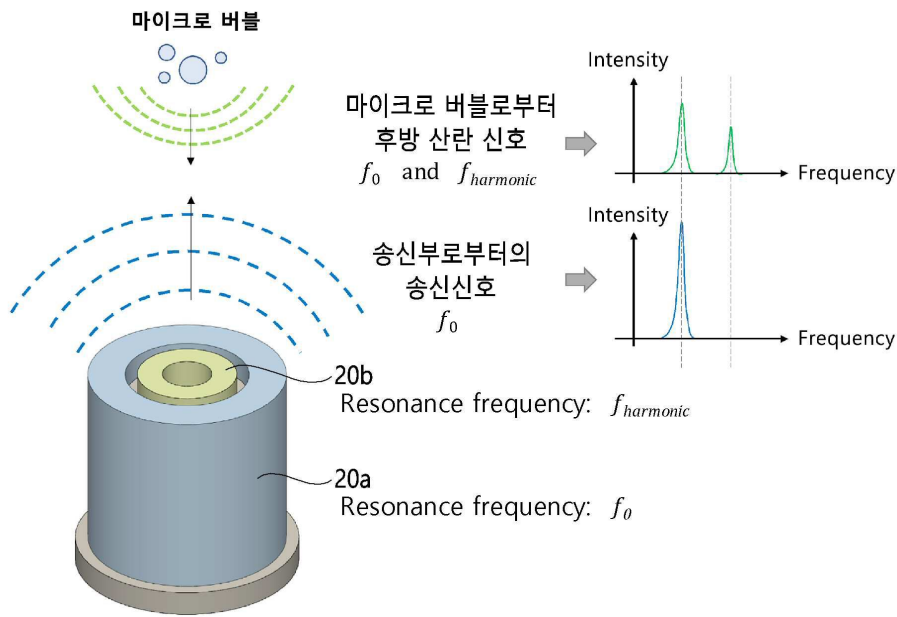 마이크로 버블
Intensity
마이크로 버블로부터
후방 산란 신호
f0 and fharmonic
Frequency
Intensity
송신부로부터의
송신신호
f0
Frequency
20b
Resonance frequency: fharmonic
20a
Resonance frequency: f0